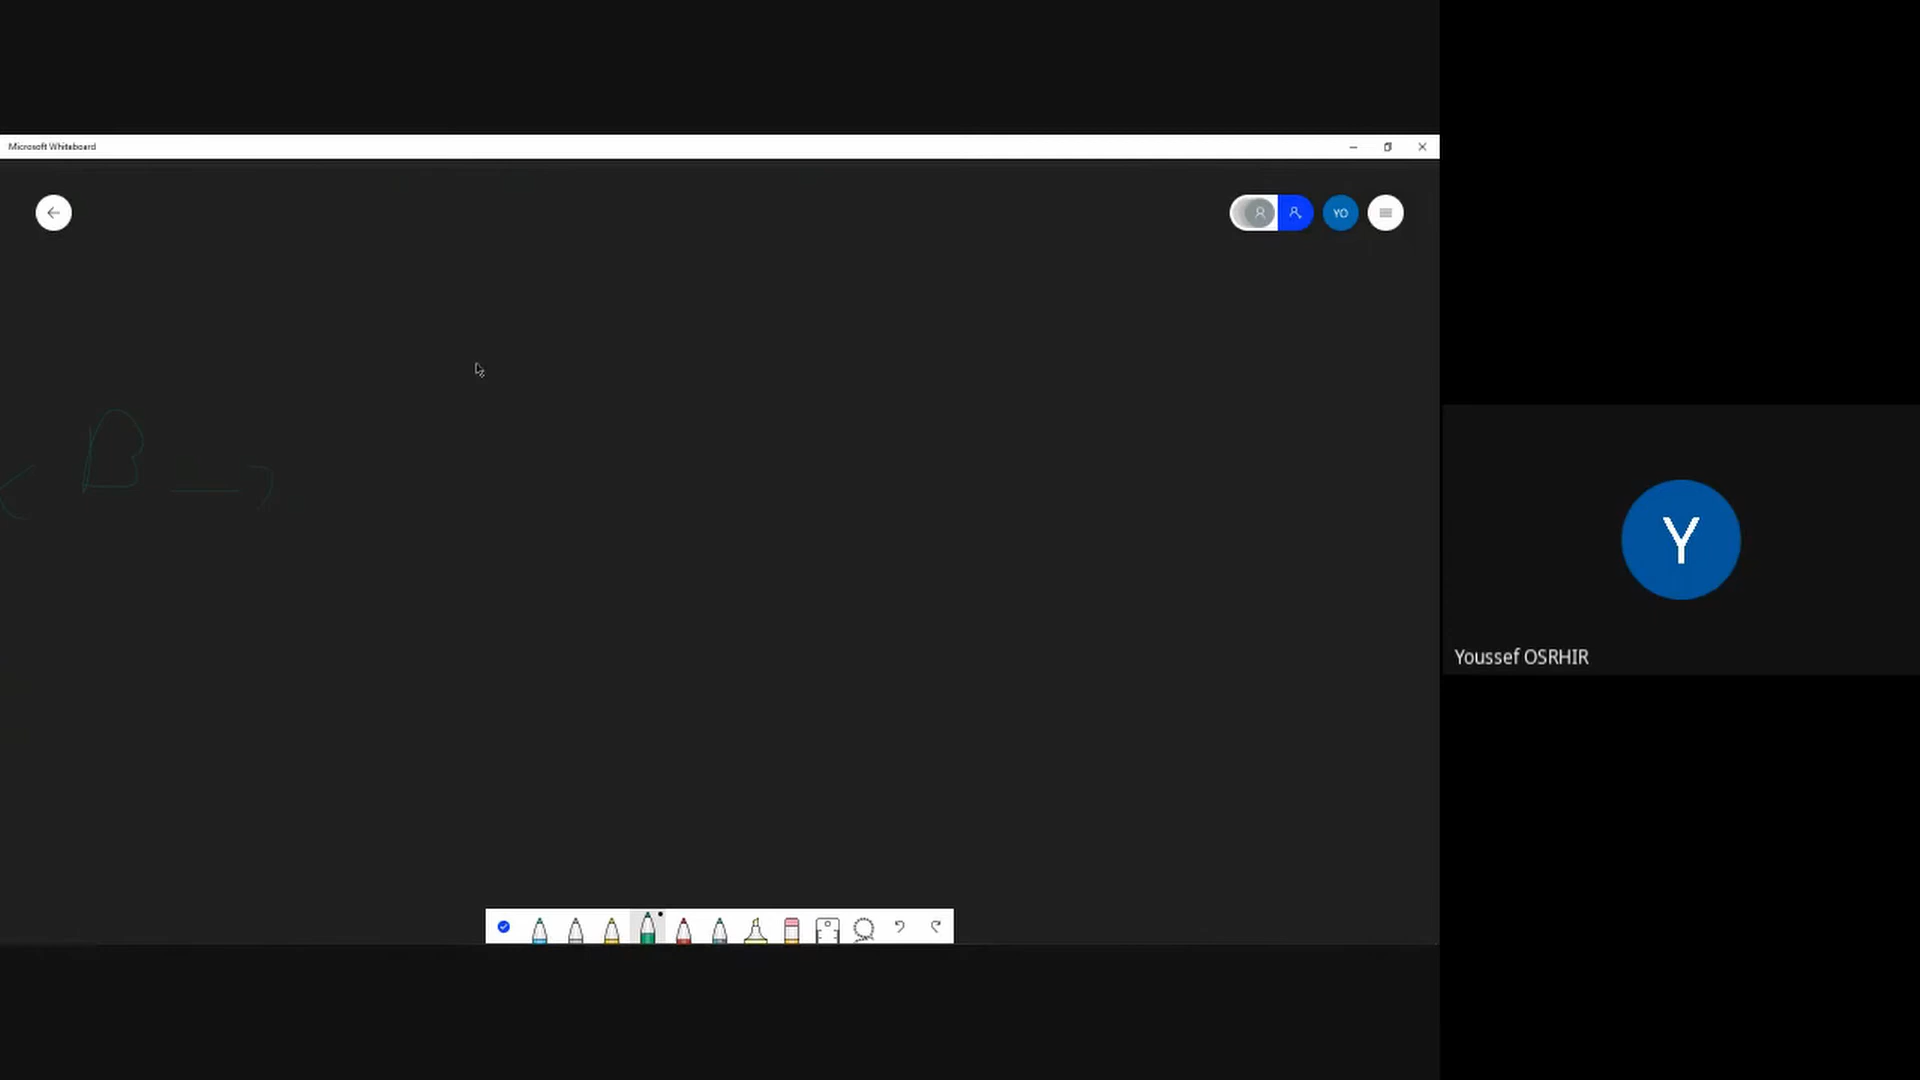 Microsoft Whiteboard
YO
< B — >
Y
Youssef OSRHIR